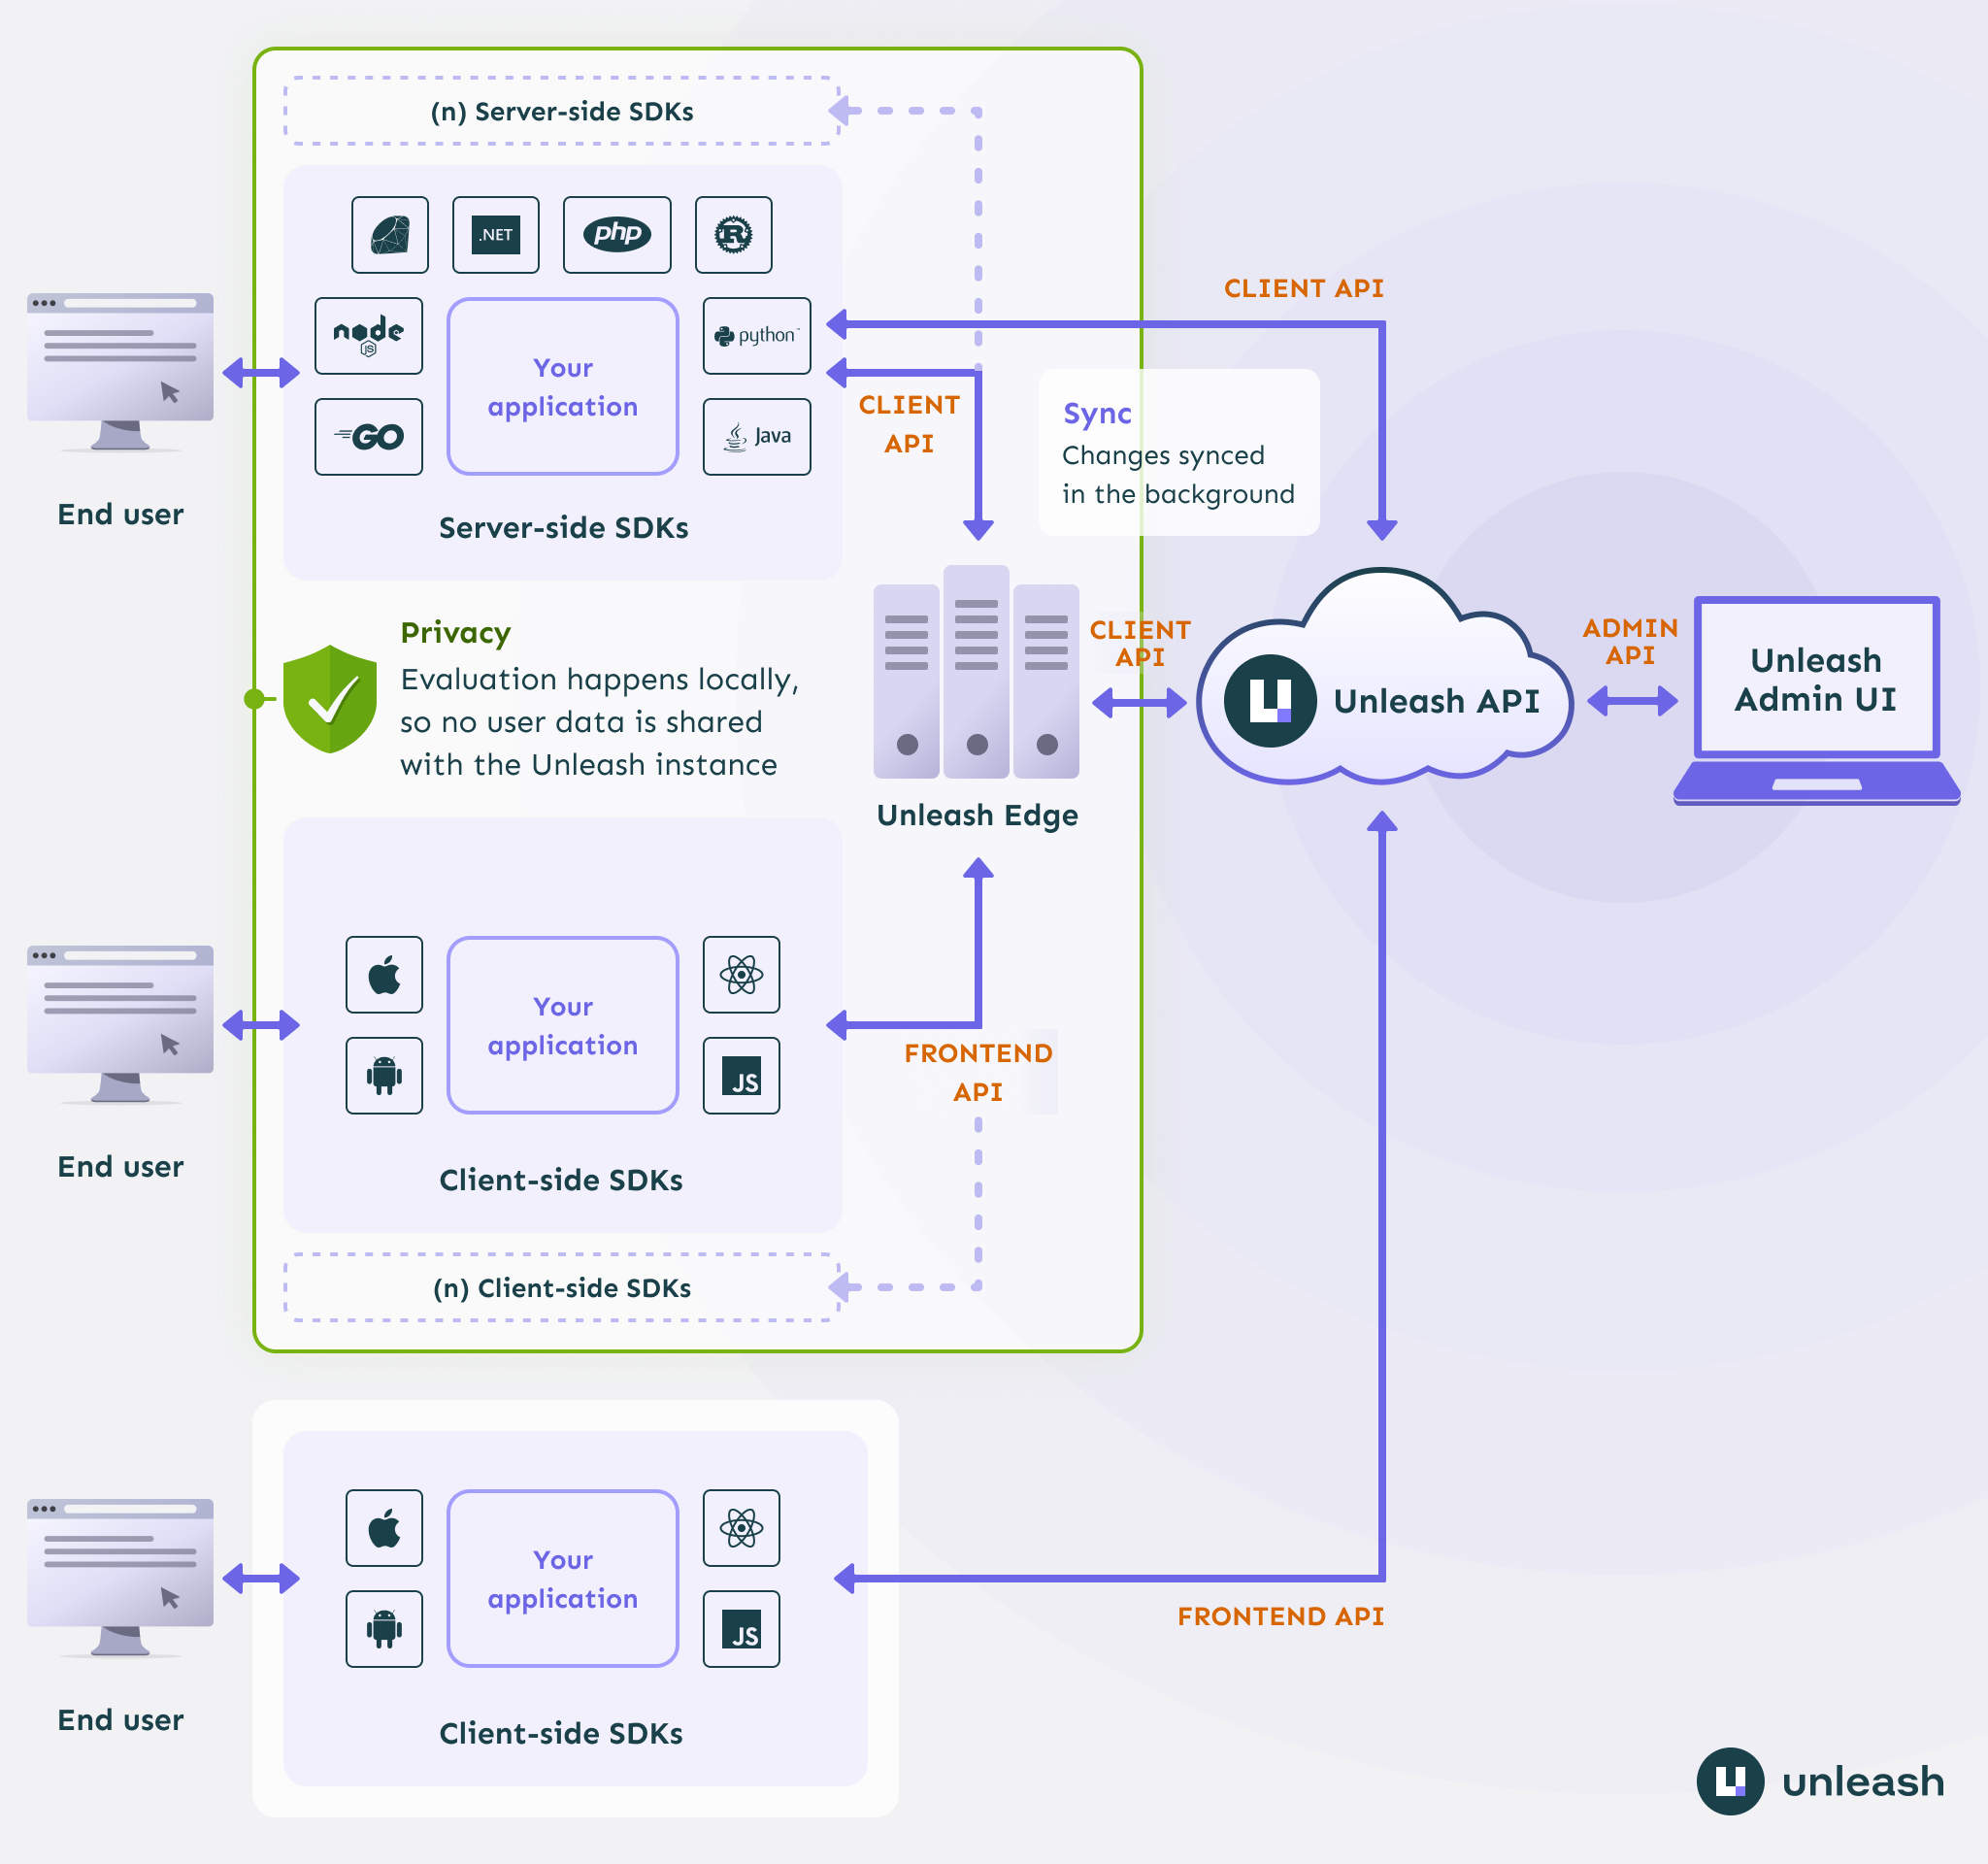 (n) Server-side SDKs
.NET
php
R
node
JS
Your
application
python™
GO
Java
Server-side SDKs
End user
CLIENT API
CLIENT
API
Sync
Changes synced
in the background
Privacy
Evaluation happens locally,
so no user data is shared
with the Unleash instance
Unleash Edge
CLIENT
API
Unleash API
ADMIN
API
Unleash
Admin UI
Your
application
JS
Client-side SDKs
End user
FRONTEND
API
(n) Client-side SDKs
Your
application
JS
Client-side SDKs
End user
FRONTEND API
unleash